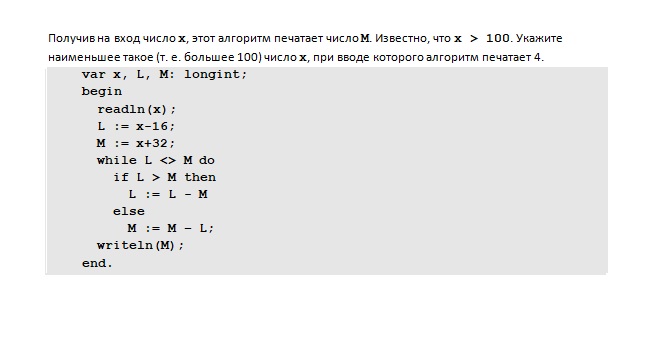 Получив на вход число x, этот алгоритм печатает число M. Известно, что x > 100. Укажите
наименьшее такое (т. е. большее 100) число x, при вводе которого алгоритм печатает 4.
var x, L, M: longint;
begin
readln(x);
L := x-16;
M := x+32;
while L <> M do
if L > M then
L := L - M
else
M := M - L;
writeln(M);
end.